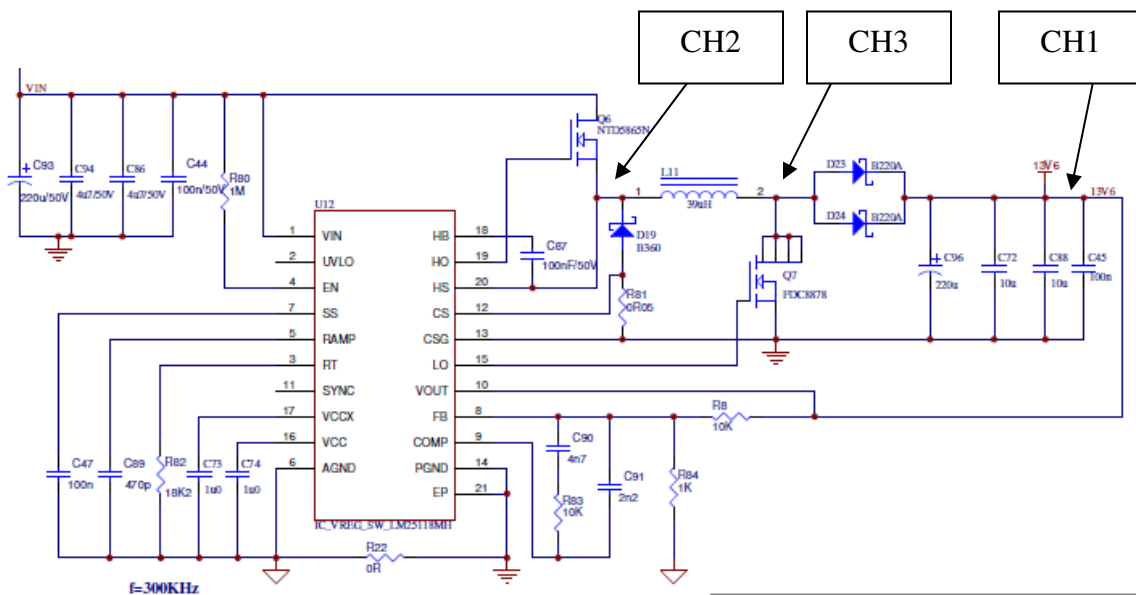 CH2
CH3
CH1
VIN
Q6
NTD5865N
C93
220u/50V
C94
4u7/50V
C86
4u7/50V
C44
100n/50V
R80
1M
L11
1
2
39uH
D23
B220A
D24
B220A
13V6
13V6
U12
1
VIN
2
UVLO
4
EN
7
SS
5
RAMP
3
RT
11
SYNC
17
VCCX
16
VCC
6
AGND
HB
18
HO
19
HS
20
CS
12
CSG
13
LO
15
VOUT
10
FB
8
COMP
9
PGND
14
EP
21
IC_VREG_SW_LM25118MH
C87
100nF/50V
D19
B360
R81
0R05
Q7
FDC8878
C96
220u
C72
10u
C88
10u
C45
100n
R8
10K
C90
4n7
C91
2n2
R83
10K
R84
1K
C47
100n
C89
470p
R82
18K2
C73
1u0
C74
1u0
R22
0R
f=300KHz